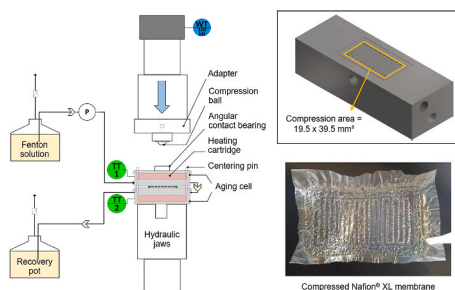 WT
Adapter
Compression
ball
Angular
contact bearing
Heating
cartridge
Centering pin
Aging cell
Hydraulic
jaws
P
Fenton
solution
TT
1
TT
2
Recovery
pot
Compression area =
19.5 x 39.5 mm²
Compressed Nafion® XL membrane